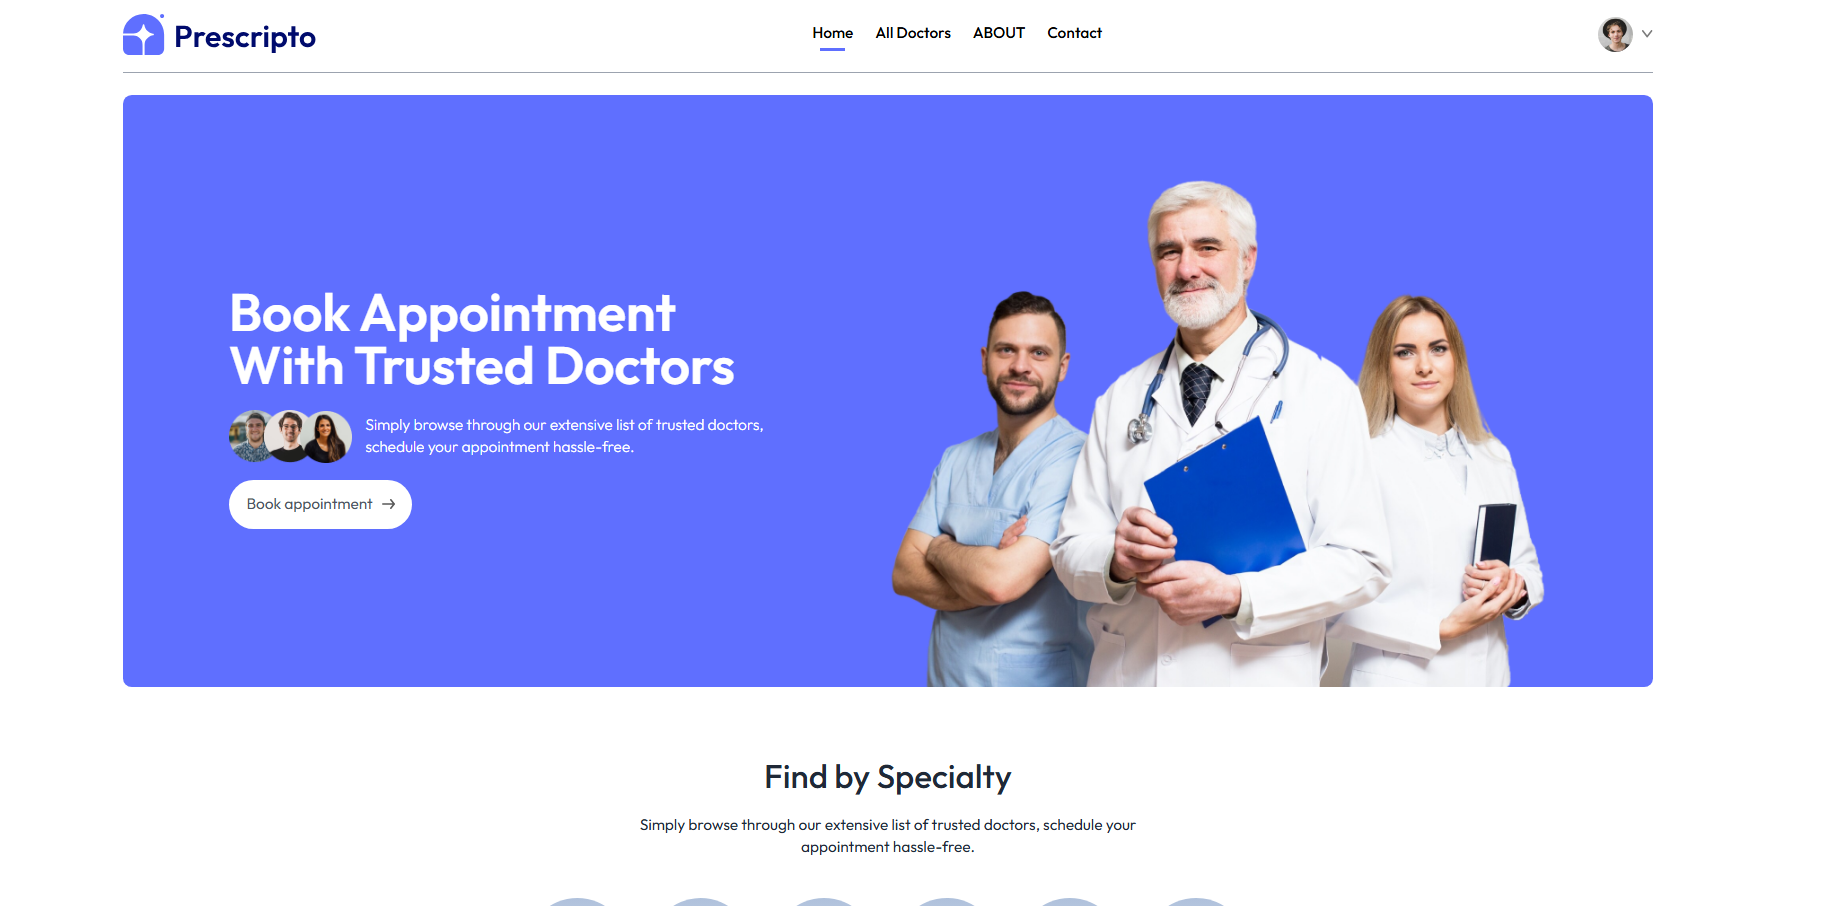 Prescripto
Home
All Doctors
ABOUT
Contact
Book Appointment
With Trusted Doctors
Simply browse through our extensive list of trusted doctors,
schedule your appointment hassle-free.
Book appointment →
Find by Specialty
Simply browse through our extensive list of trusted doctors, schedule your
appointment hassle-free.